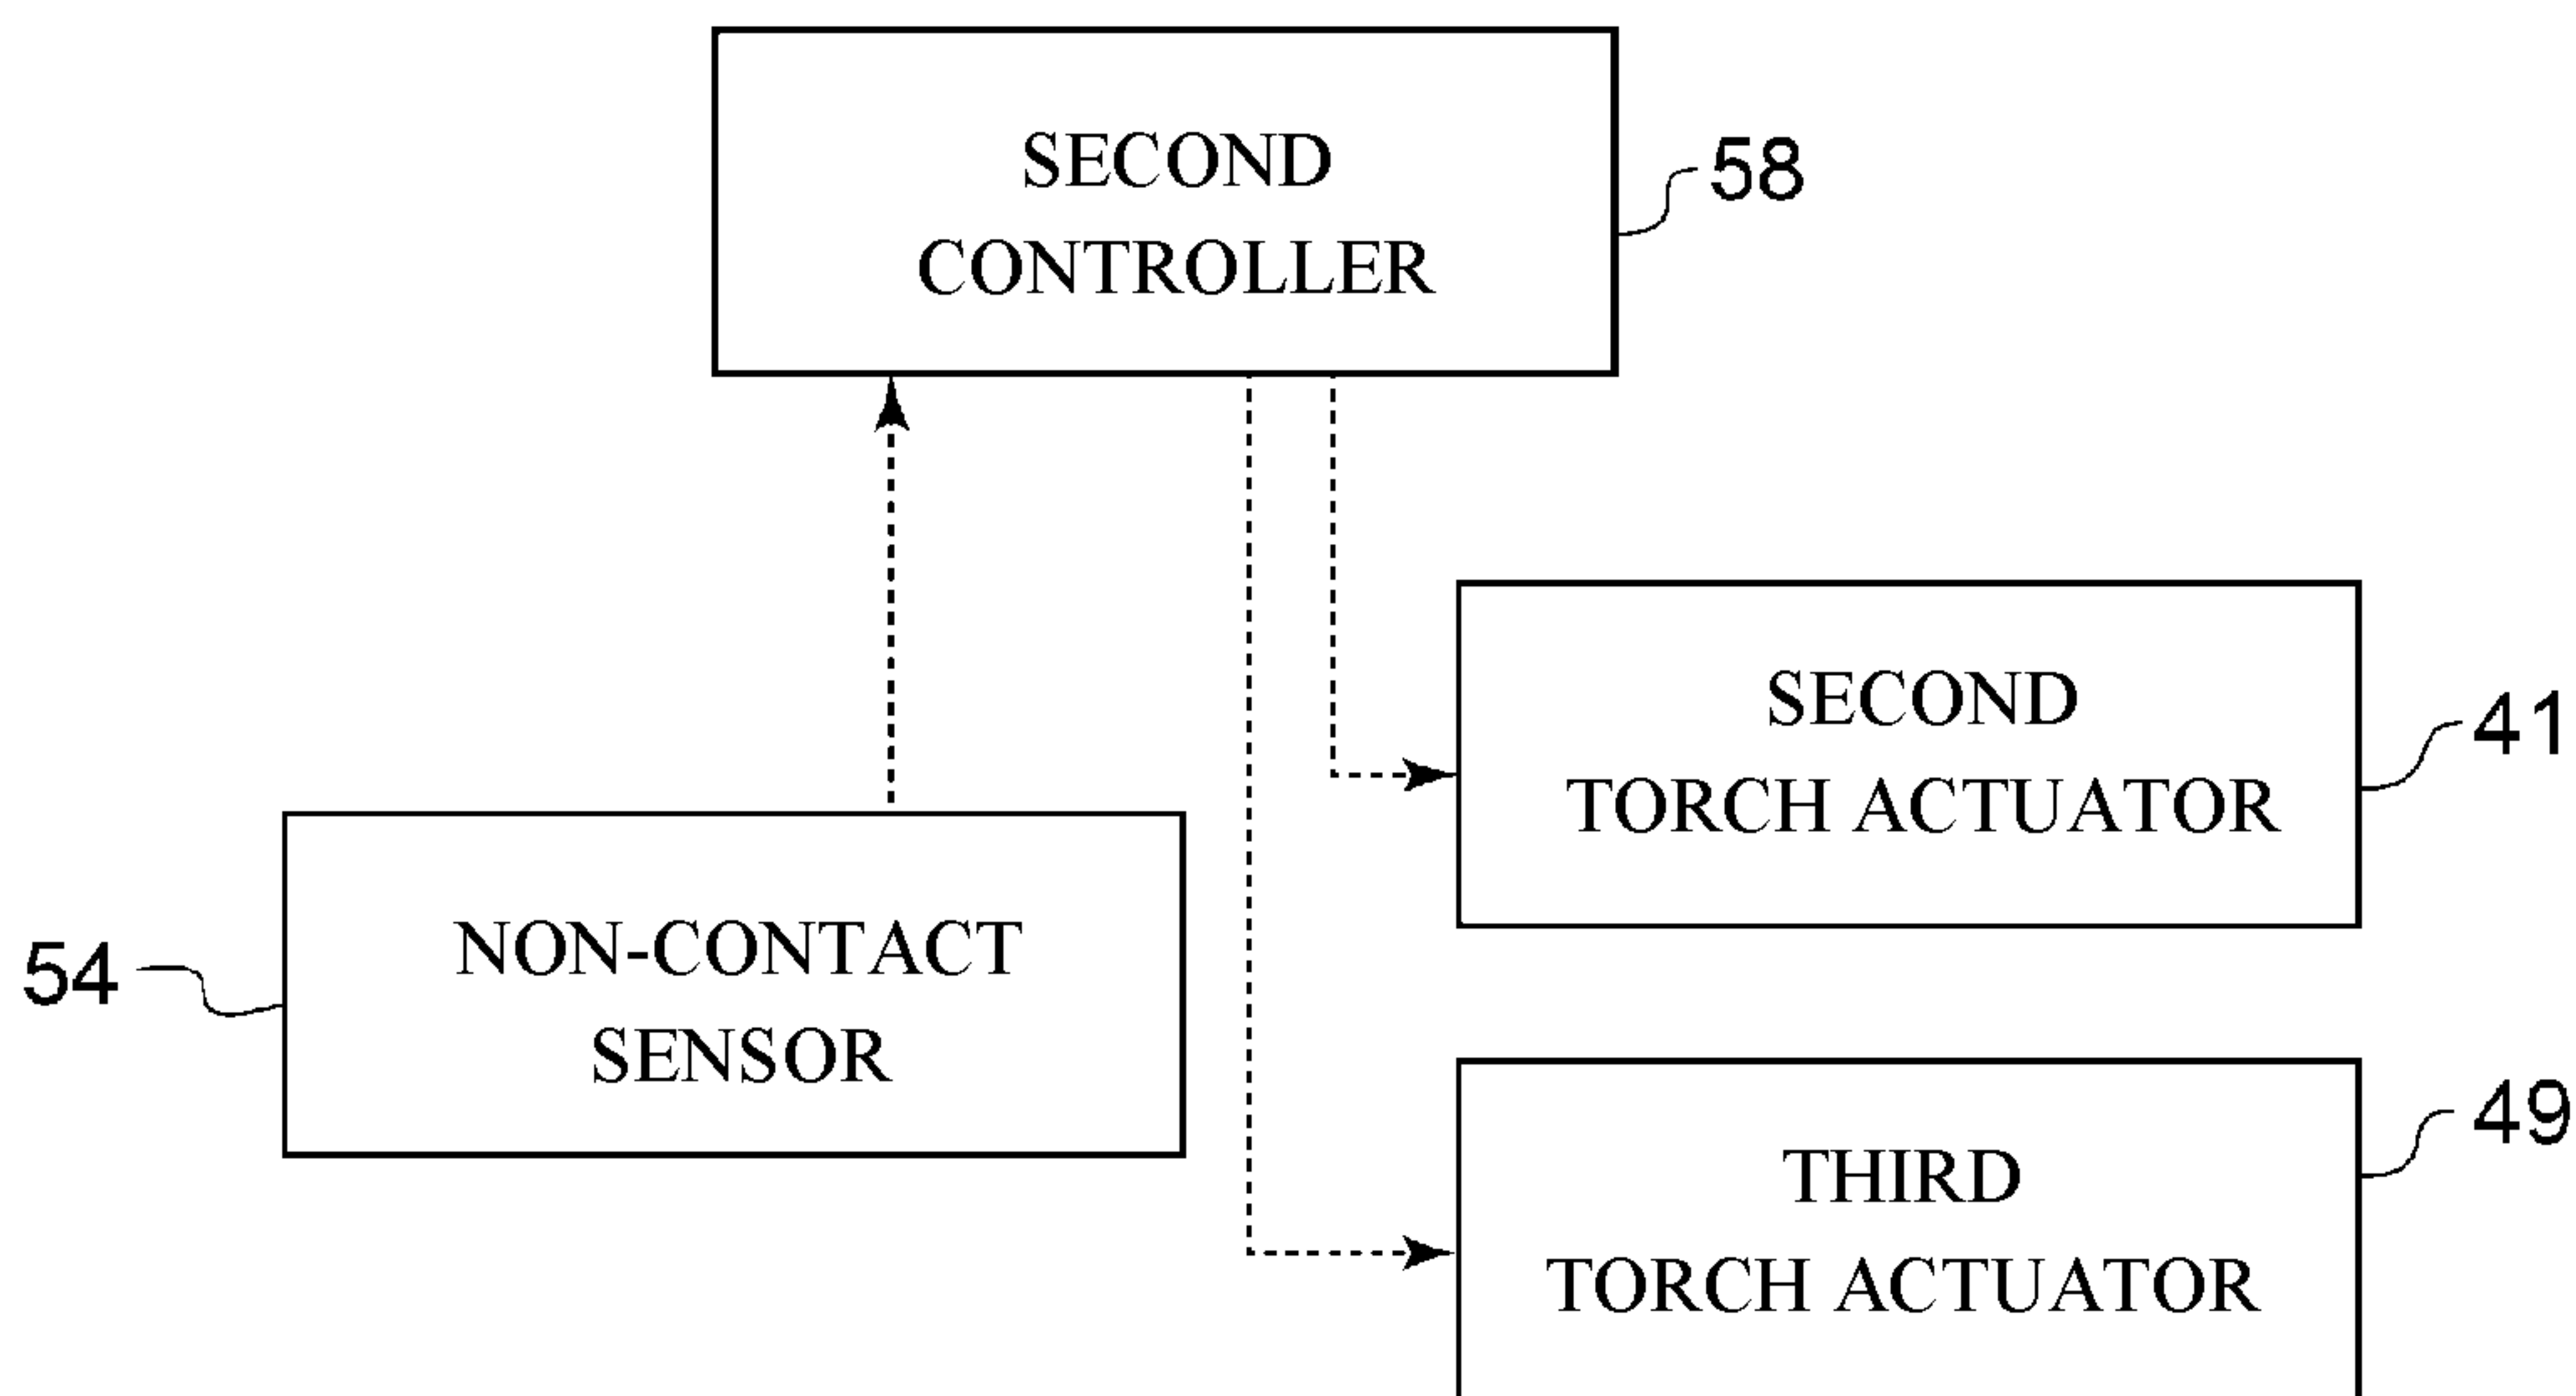 SECOND
CONTROLLER
58
SECOND
TORCH ACTUATOR
41
NON-CONTACT
SENSOR
54
THIRD
TORCH ACTUATOR
49